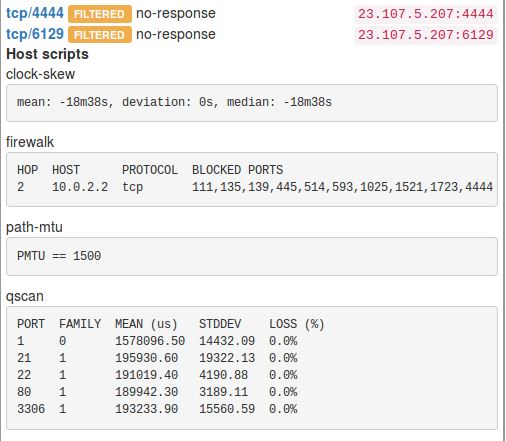 tcp/4444 FILTERED no-response 23.107.5.207:4444
tcp/6129 FILTERED no-response 23.107.5.207:6129
Host scripts
clock-skew
mean: -18m38s, deviation: 0s, median: -18m38s
firewalk
HOP HOST PROTOCOL BLOCKED PORTS
2 10.0.2.2 tcp 111,135,139,445,514,593,1025,1521,1723,4444
path-mtu
PMTU == 1500
qscan
PORT FAMILY MEAN (us) STDDEV LOSS (%)
1 0 1578096.50 14432.09 0.0%
21 1 195930.60 19322.13 0.0%
22 1 191019.40 4190.88 0.0%
80 1 189942.30 3189.11 0.0%
3306 1 193233.90 15560.59 0.0%